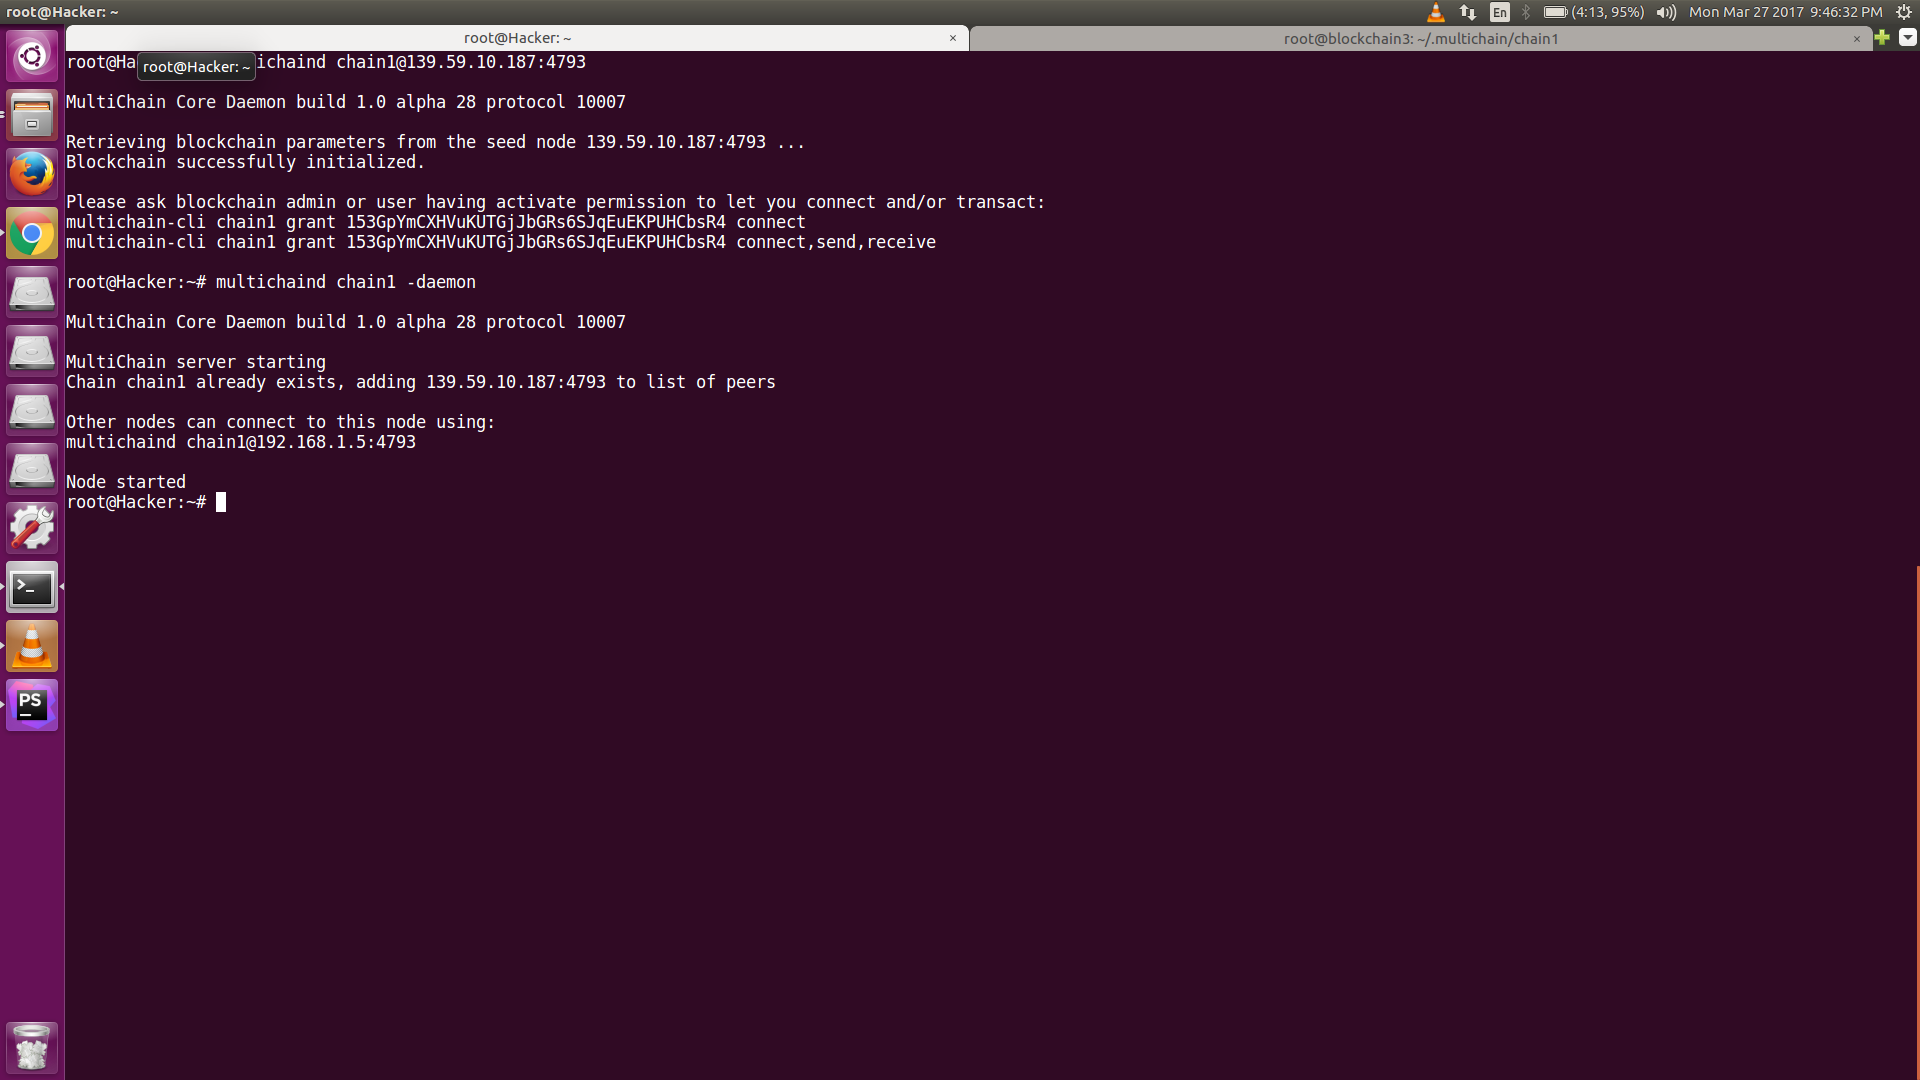 root@Hacker: ~
En
(4:13, 95%)
Mon Mar 27 2017 9:46:32 PM
root@Hacker: ~ ×
root@blockchain3: ~/.multichain/chain1 ×
root@Ha
root@Hacker: ~
ichaind chain1@139.59.10.187:4793
MultiChain Core Daemon build 1.0 alpha 28 protocol 10007
Retrieving blockchain parameters from the seed node 139.59.10.187:4793 ...
Blockchain successfully initialized.
Please ask blockchain admin or user having activate permission to let you connect and/or transact:
multichain-cli chain1 grant 153GpYmCXHVuKUTGjJbGRs6SJqEuEKPUHCbsR4 connect
multichain-cli chain1 grant 153GpYmCXHVuKUTGjJbGRs6SJqEuEKPUHCbsR4 connect,send,receive
root@Hacker:~# multichaind chain1 -daemon
MultiChain Core Daemon build 1.0 alpha 28 protocol 10007
MultiChain server starting
Chain chain1 already exists, adding 139.59.10.187:4793 to list of peers
Other nodes can connect to this node using:
multichaind chain1@192.168.1.5:4793
Node started
root@Hacker:~#
>_
PS